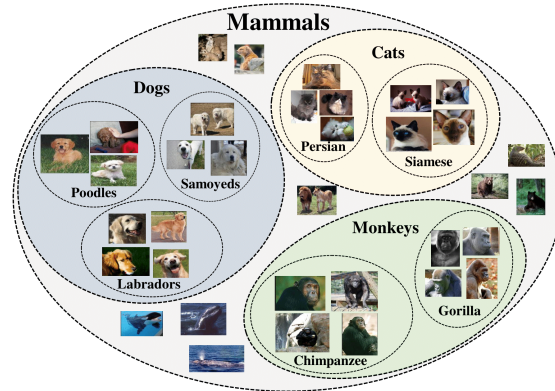 Mammals
Cats
Dogs
Persian
Siamese
Poodles
Samoyeds
Labradors
Monkeys
Gorilla
Chimpanzee